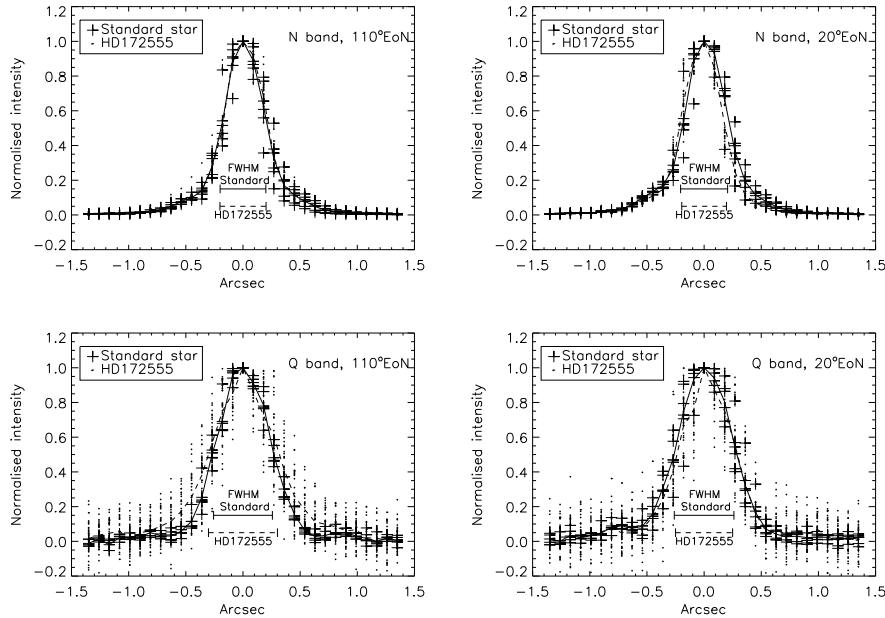 Standard star
HD172555
N band, 110°EoN
FWHM
Standard
HD172555
Normalised intensity
1.2
1.0
0.8
0.6
0.4
0.2
0.0
−0.2
−1.5 −1.0 −0.5 0.0 0.5 1.0 1.5
Arcsec
Standard star
HD172555
N band, 20°EoN
FWHM
Standard
HD172555
Normalised intensity
1.2
1.0
0.8
0.6
0.4
0.2
0.0
−0.2
−1.5 −1.0 −0.5 0.0 0.5 1.0 1.5
Arcsec
Standard star
HD172555
Q band, 110°EoN
FWHM
Standard
HD172555
Normalised intensity
1.2
1.0
0.8
0.6
0.4
0.2
0.0
−0.2
−1.5 −1.0 −0.5 0.0 0.5 1.0 1.5
Arcsec
Standard star
HD172555
Q band, 20°EoN
FWHM
Standard
HD172555
Normalised intensity
1.2
1.0
0.8
0.6
0.4
0.2
0.0
−0.2
−1.5 −1.0 −0.5 0.0 0.5 1.0 1.5
Arcsec